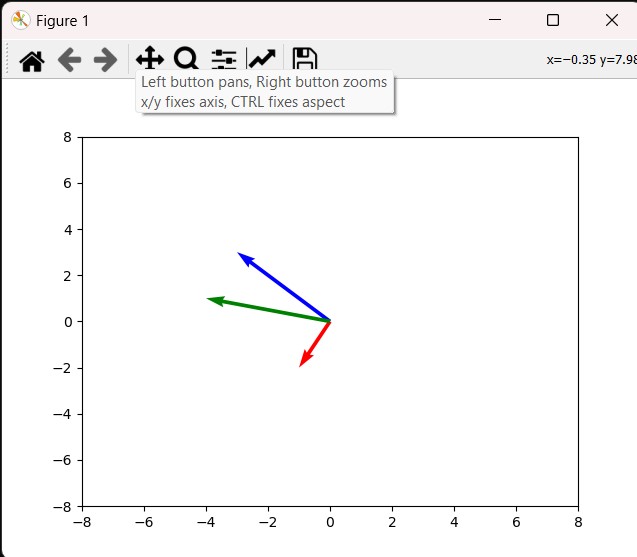 Figure 1
x=−0.35 y=7.98
Left button pans, Right button zooms
x/y fixes axis, CTRL fixes aspect
8
6
4
2
0
−2
−4
−6
−8
−8 −6 −4 −2 0 2 4 6 8